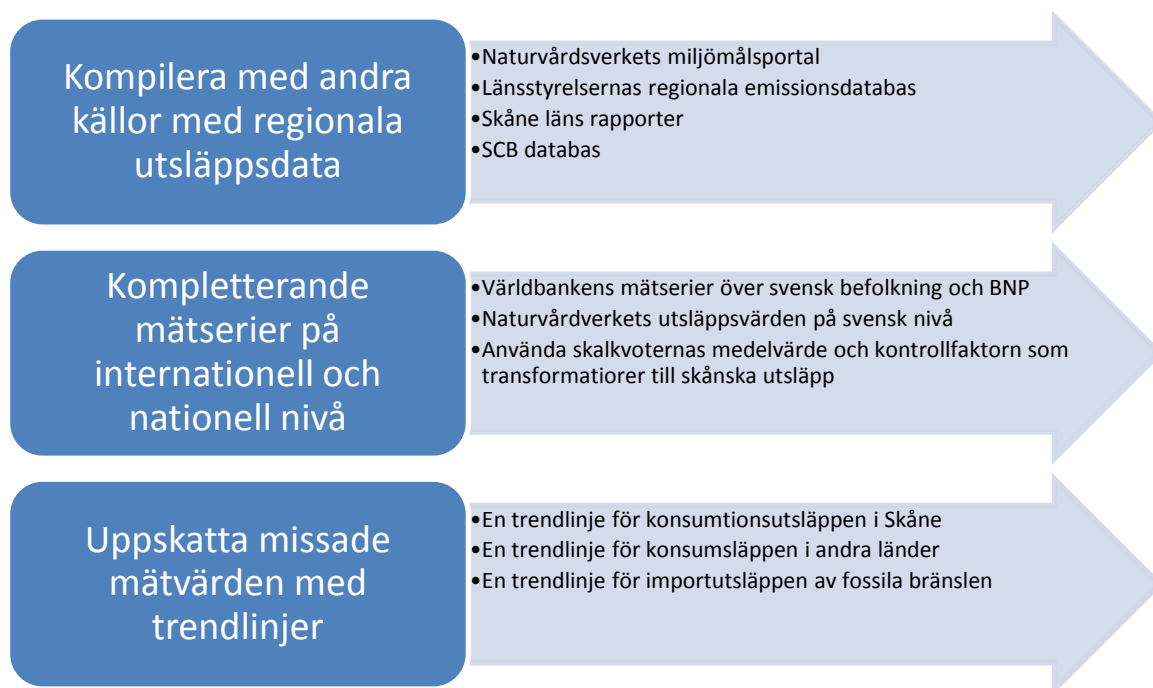 Kompilera med andra
källor med regionala
utsläppsdata
•Naturvårdsverkets miljömålsportal
•Länsstyrelsernas regionala emissionsdatabas
•Skåne läns rapporter
•SCB databas
Kompletterande
mätserier på
internationell och
nationell nivå
•Världbankens mätserier över svensk befolkning och BNP
•Naturvårdverkets utsläppsvärden på svensk nivå
•Använda skalkvoternas medelvärde och kontrollfaktorn som
transformatiorer till skånska utsläpp
Uppskatta missade
mätvärden med
trendlinjer
•En trendlinje för konsumtionsutsläppen i Skåne
•En trendlinje för konsumsläppen i andra länder
•En trendlinje för importutsläppen av fossila bränslen